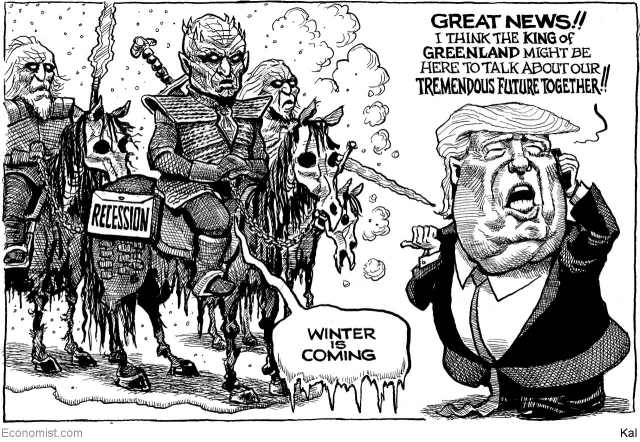 GREAT NEWS!!
I THINK THE KING of
GREENLAND MIGHT BE
HERE TO TALK ABOUT OUR
TREMENDOUS FUTURE TOGETHER!!
RECESSION
WINTER
IS
COMING
Economist.com
Kal